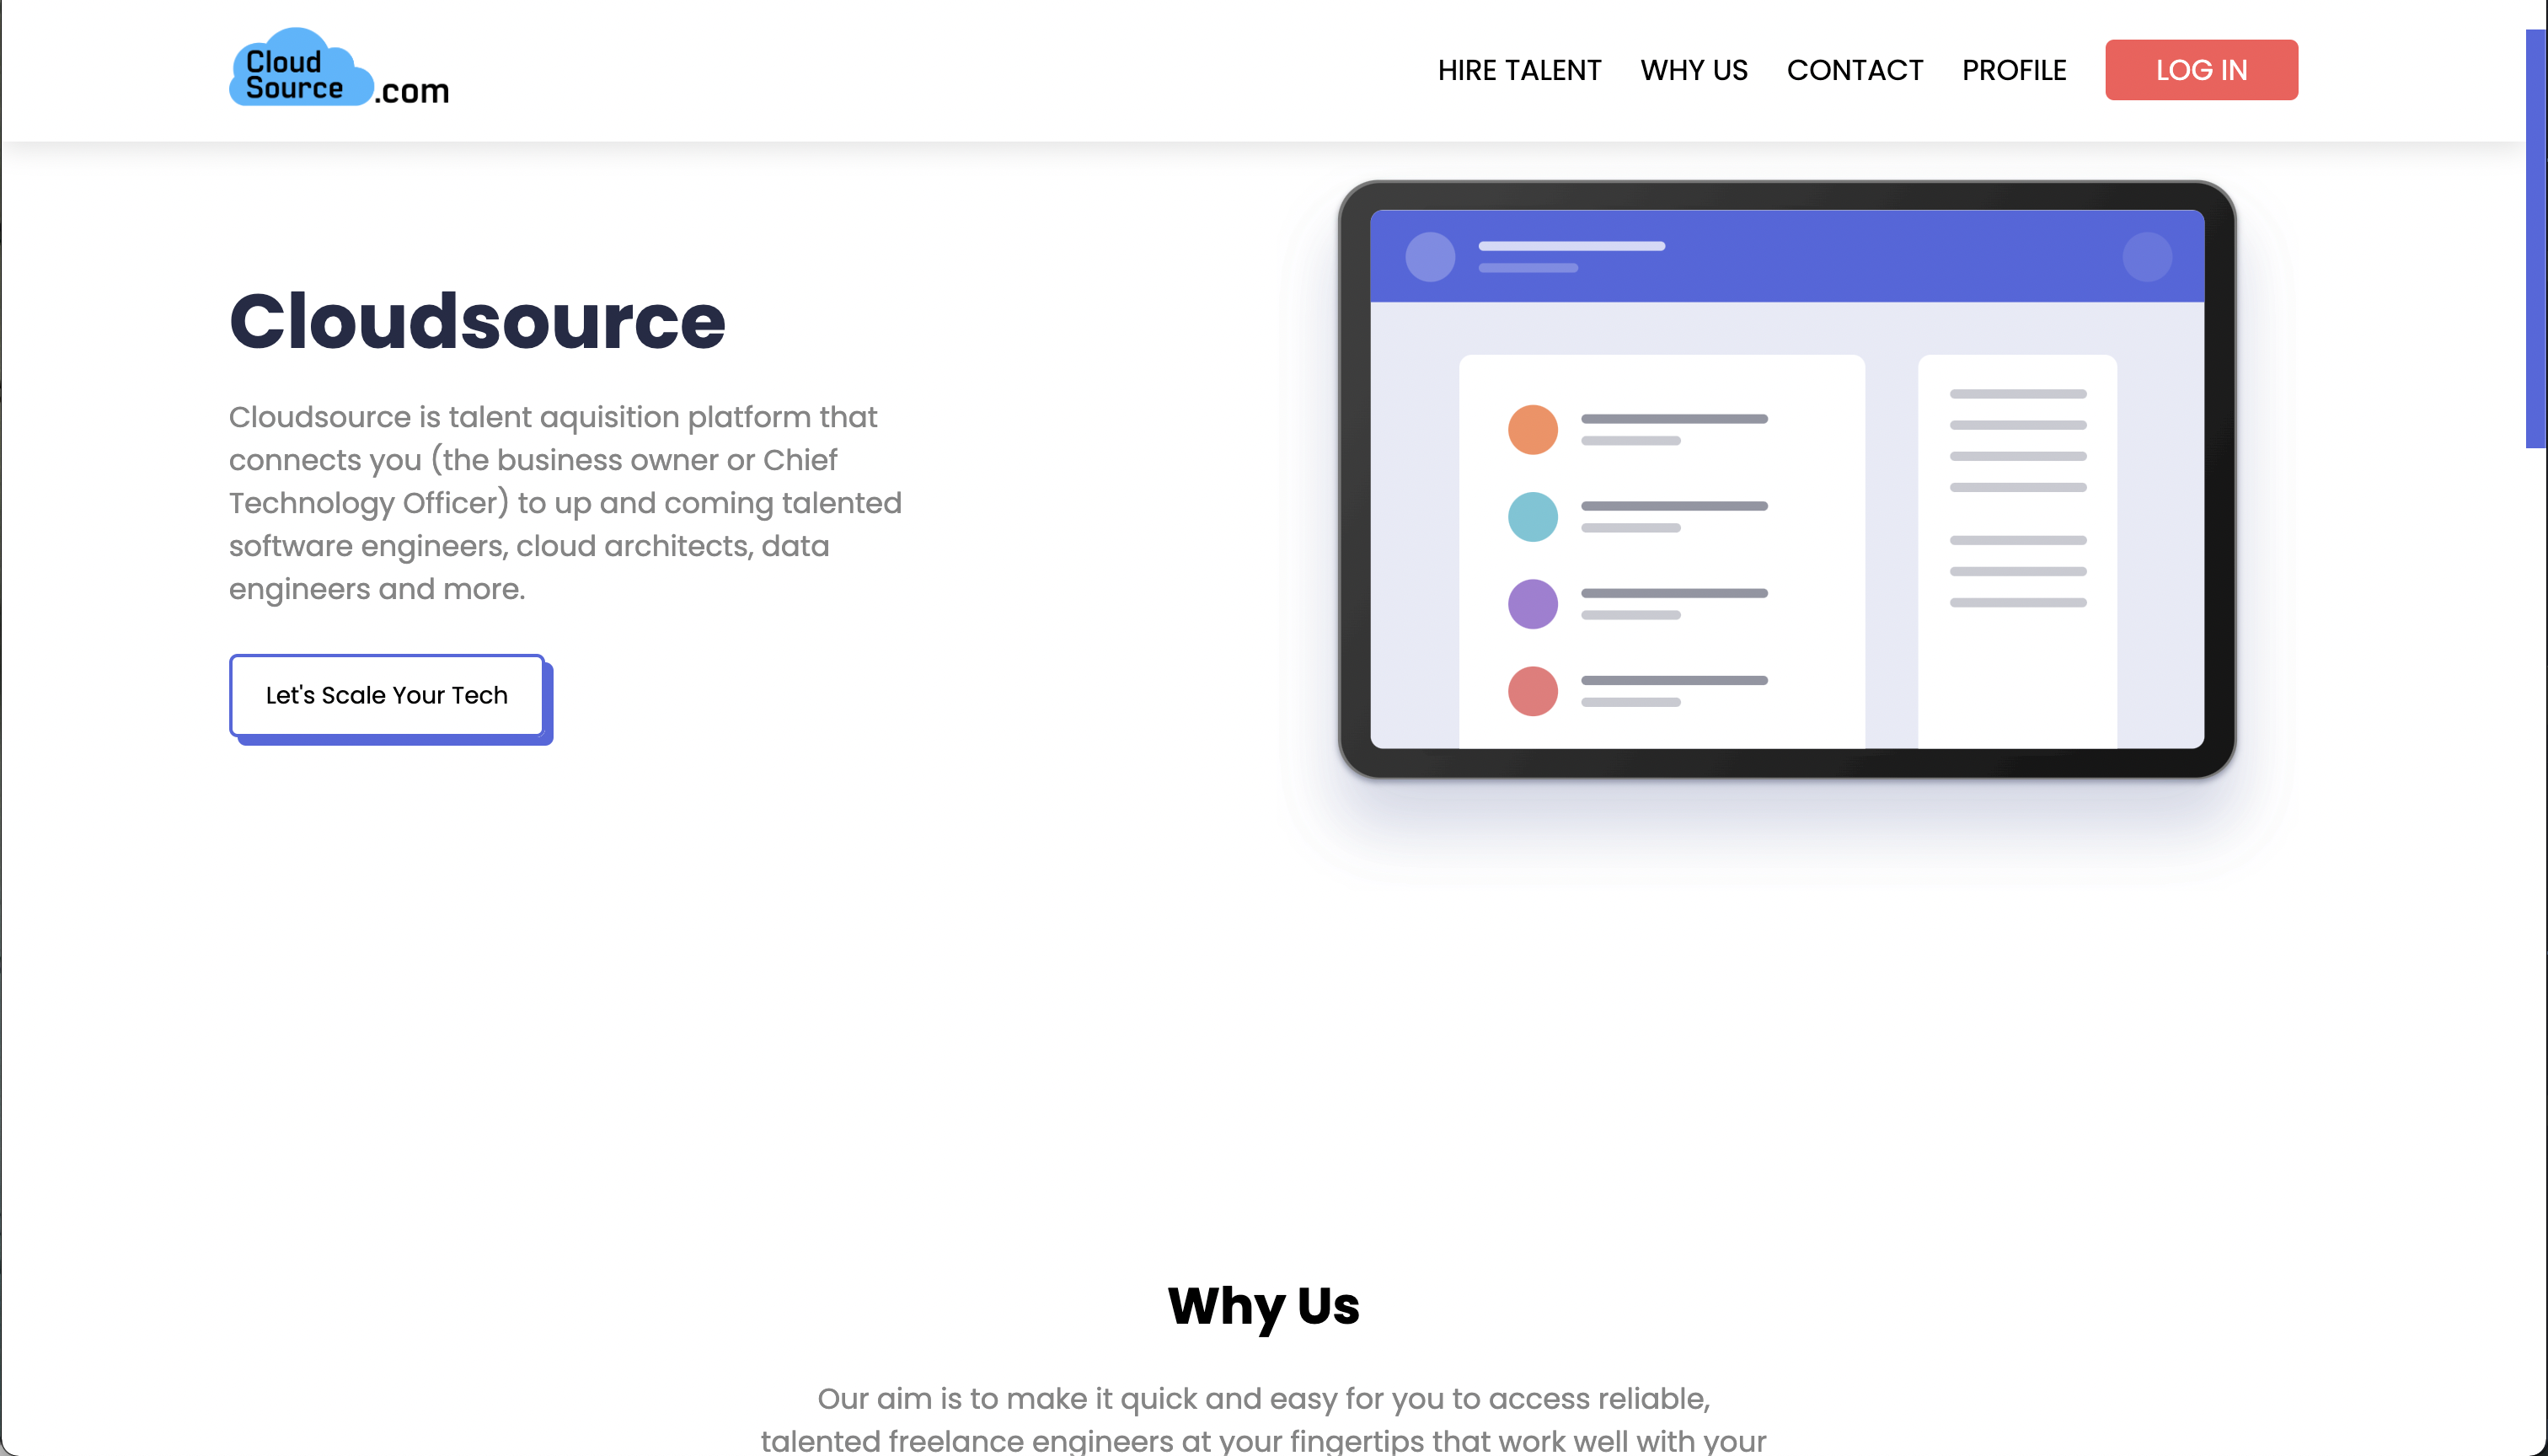 Cloud
Source
.com
HIRE TALENT WHY US CONTACT PROFILE LOG IN
Cloudsource
Cloudsource is talent aquisition platform that
connects you (the business owner or Chief
Technology Officer) to up and coming talented
software engineers, cloud architects, data
engineers and more.
Let's Scale Your Tech
Why Us
Our aim is to make it quick and easy for you to access reliable,
talented freelance engineers at your fingertips that work well with your